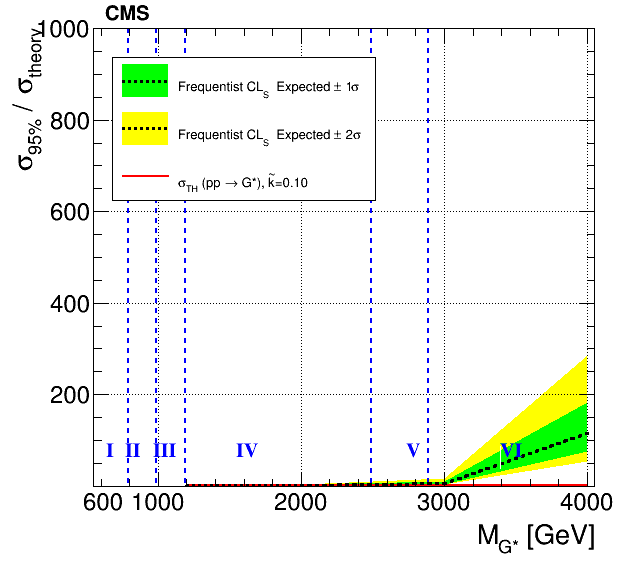 CMS
σ95% / σtheory
1000
800
600
400
200
Frequentist CLS Expected ± 1σ
Frequentist CLS Expected ± 2σ
σTH (pp → G*), k̃=0.10
I II III IV V VI
600 1000 2000 3000 4000
MG* [GeV]